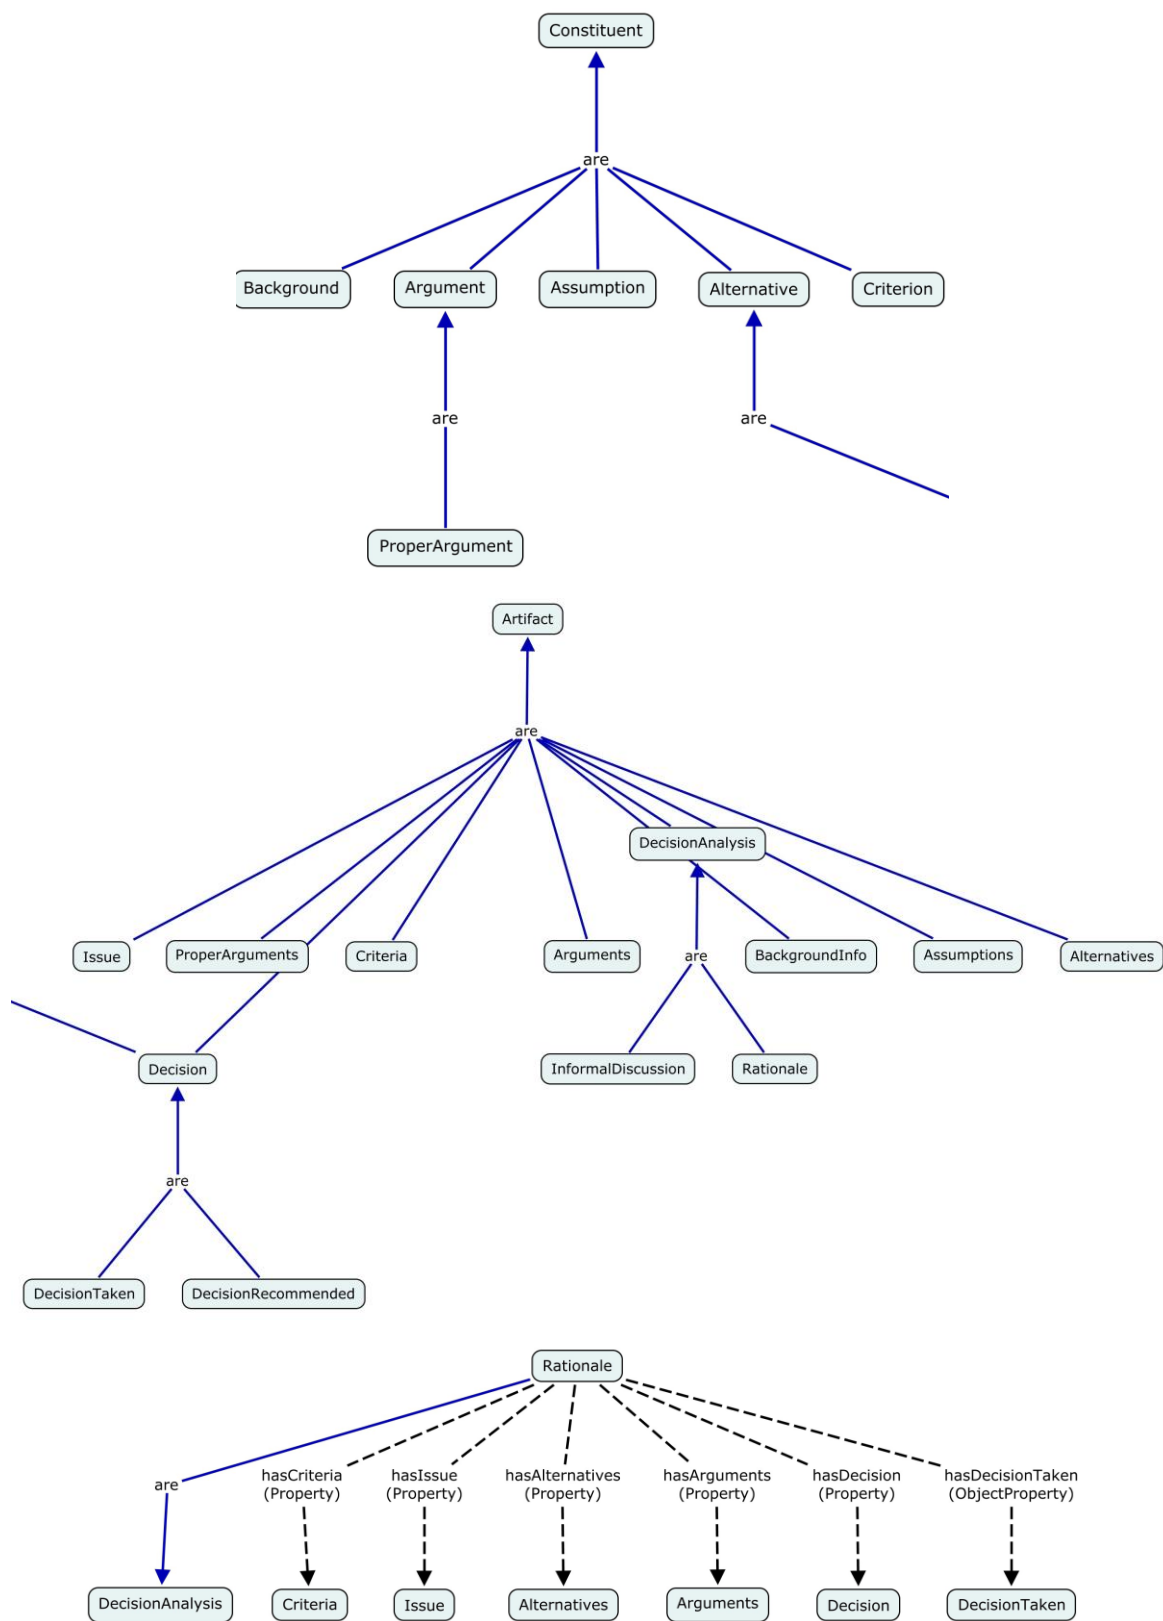 Constituent
are
Background
Argument
Assumption
Alternative
Criterion
are
are
ProperArgument
Artifact
are
DecisionAnalysis
Issue
ProperArguments
Criteria
Arguments
are
BackgroundInfo
Assumptions
Alternatives
Decision
InformalDiscussion
Rationale
are
DecisionTaken
DecisionRecommended
Rationale
are
hasCriteria
(Property)
hasIssue
(Property)
hasAlternatives
(Property)
hasArguments
(Property)
hasDecision
(Property)
hasDecisionTaken
(ObjectProperty)
DecisionAnalysis
Criteria
Issue
Alternatives
Arguments
Decision
DecisionTaken